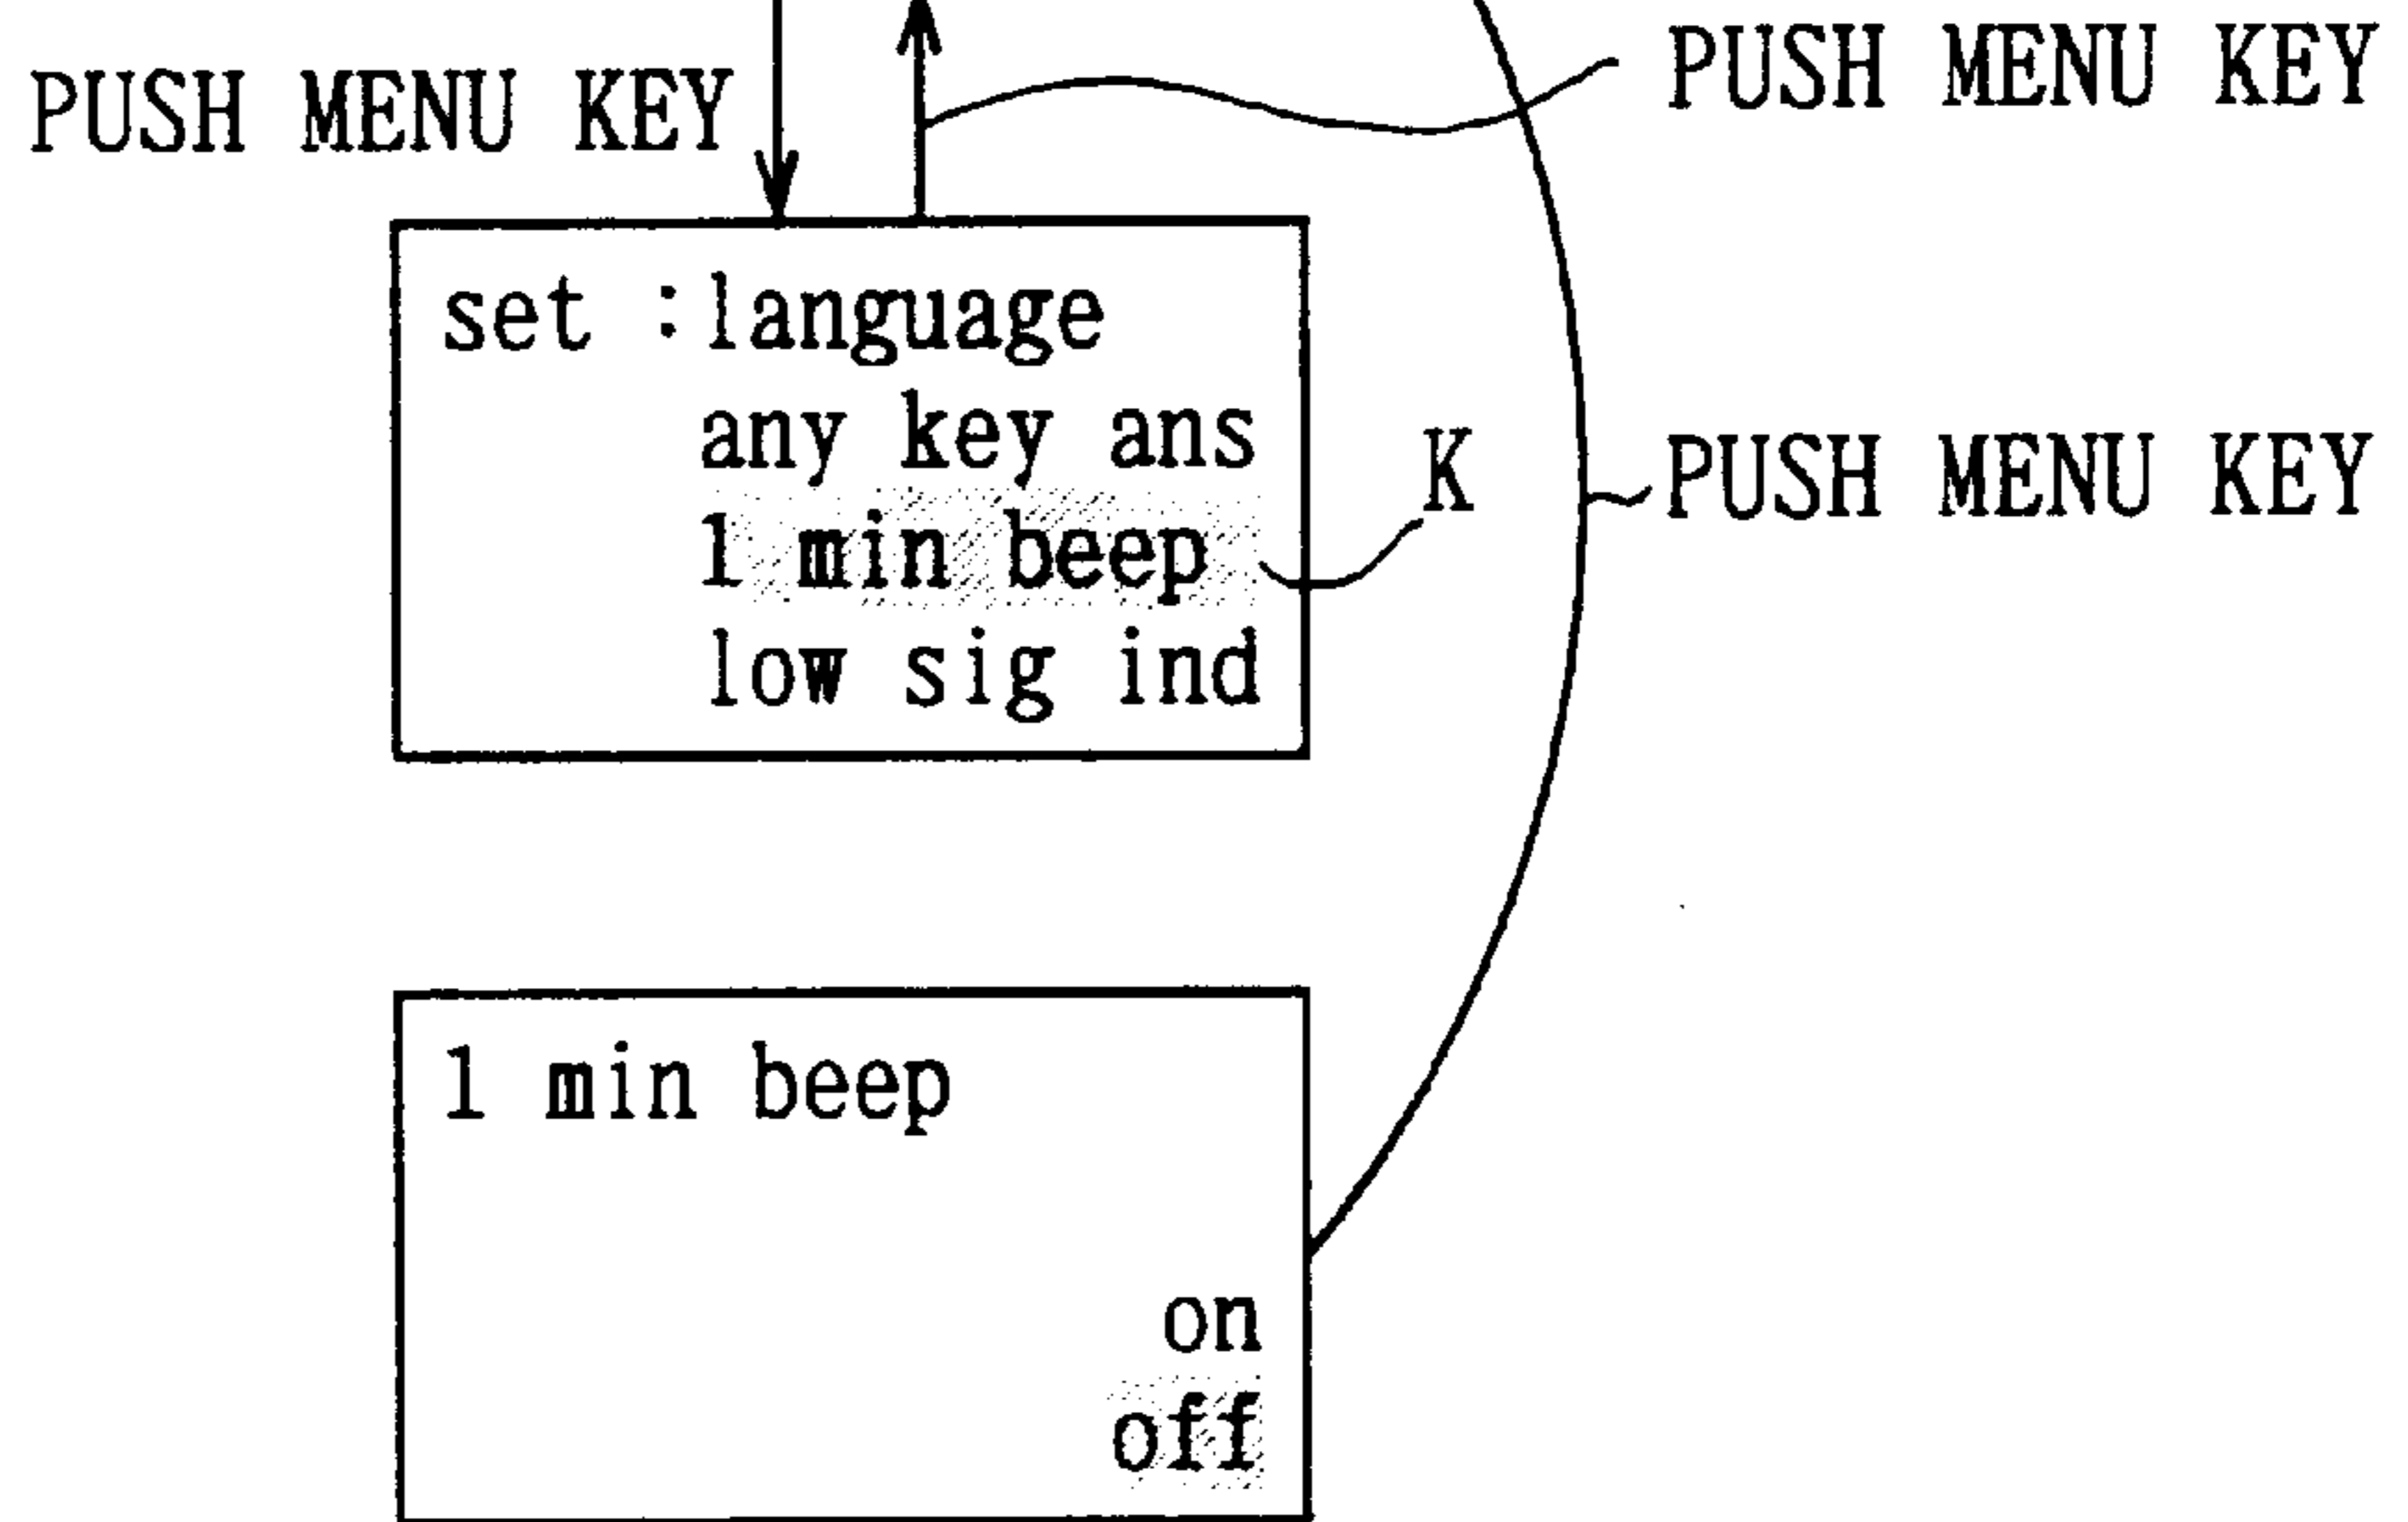 PUSH MENU KEY
PUSH MENU KEY
set :language
any key ans
K
PUSH MENU KEY
1 min beep
low sig ind
1 min beep
on
off